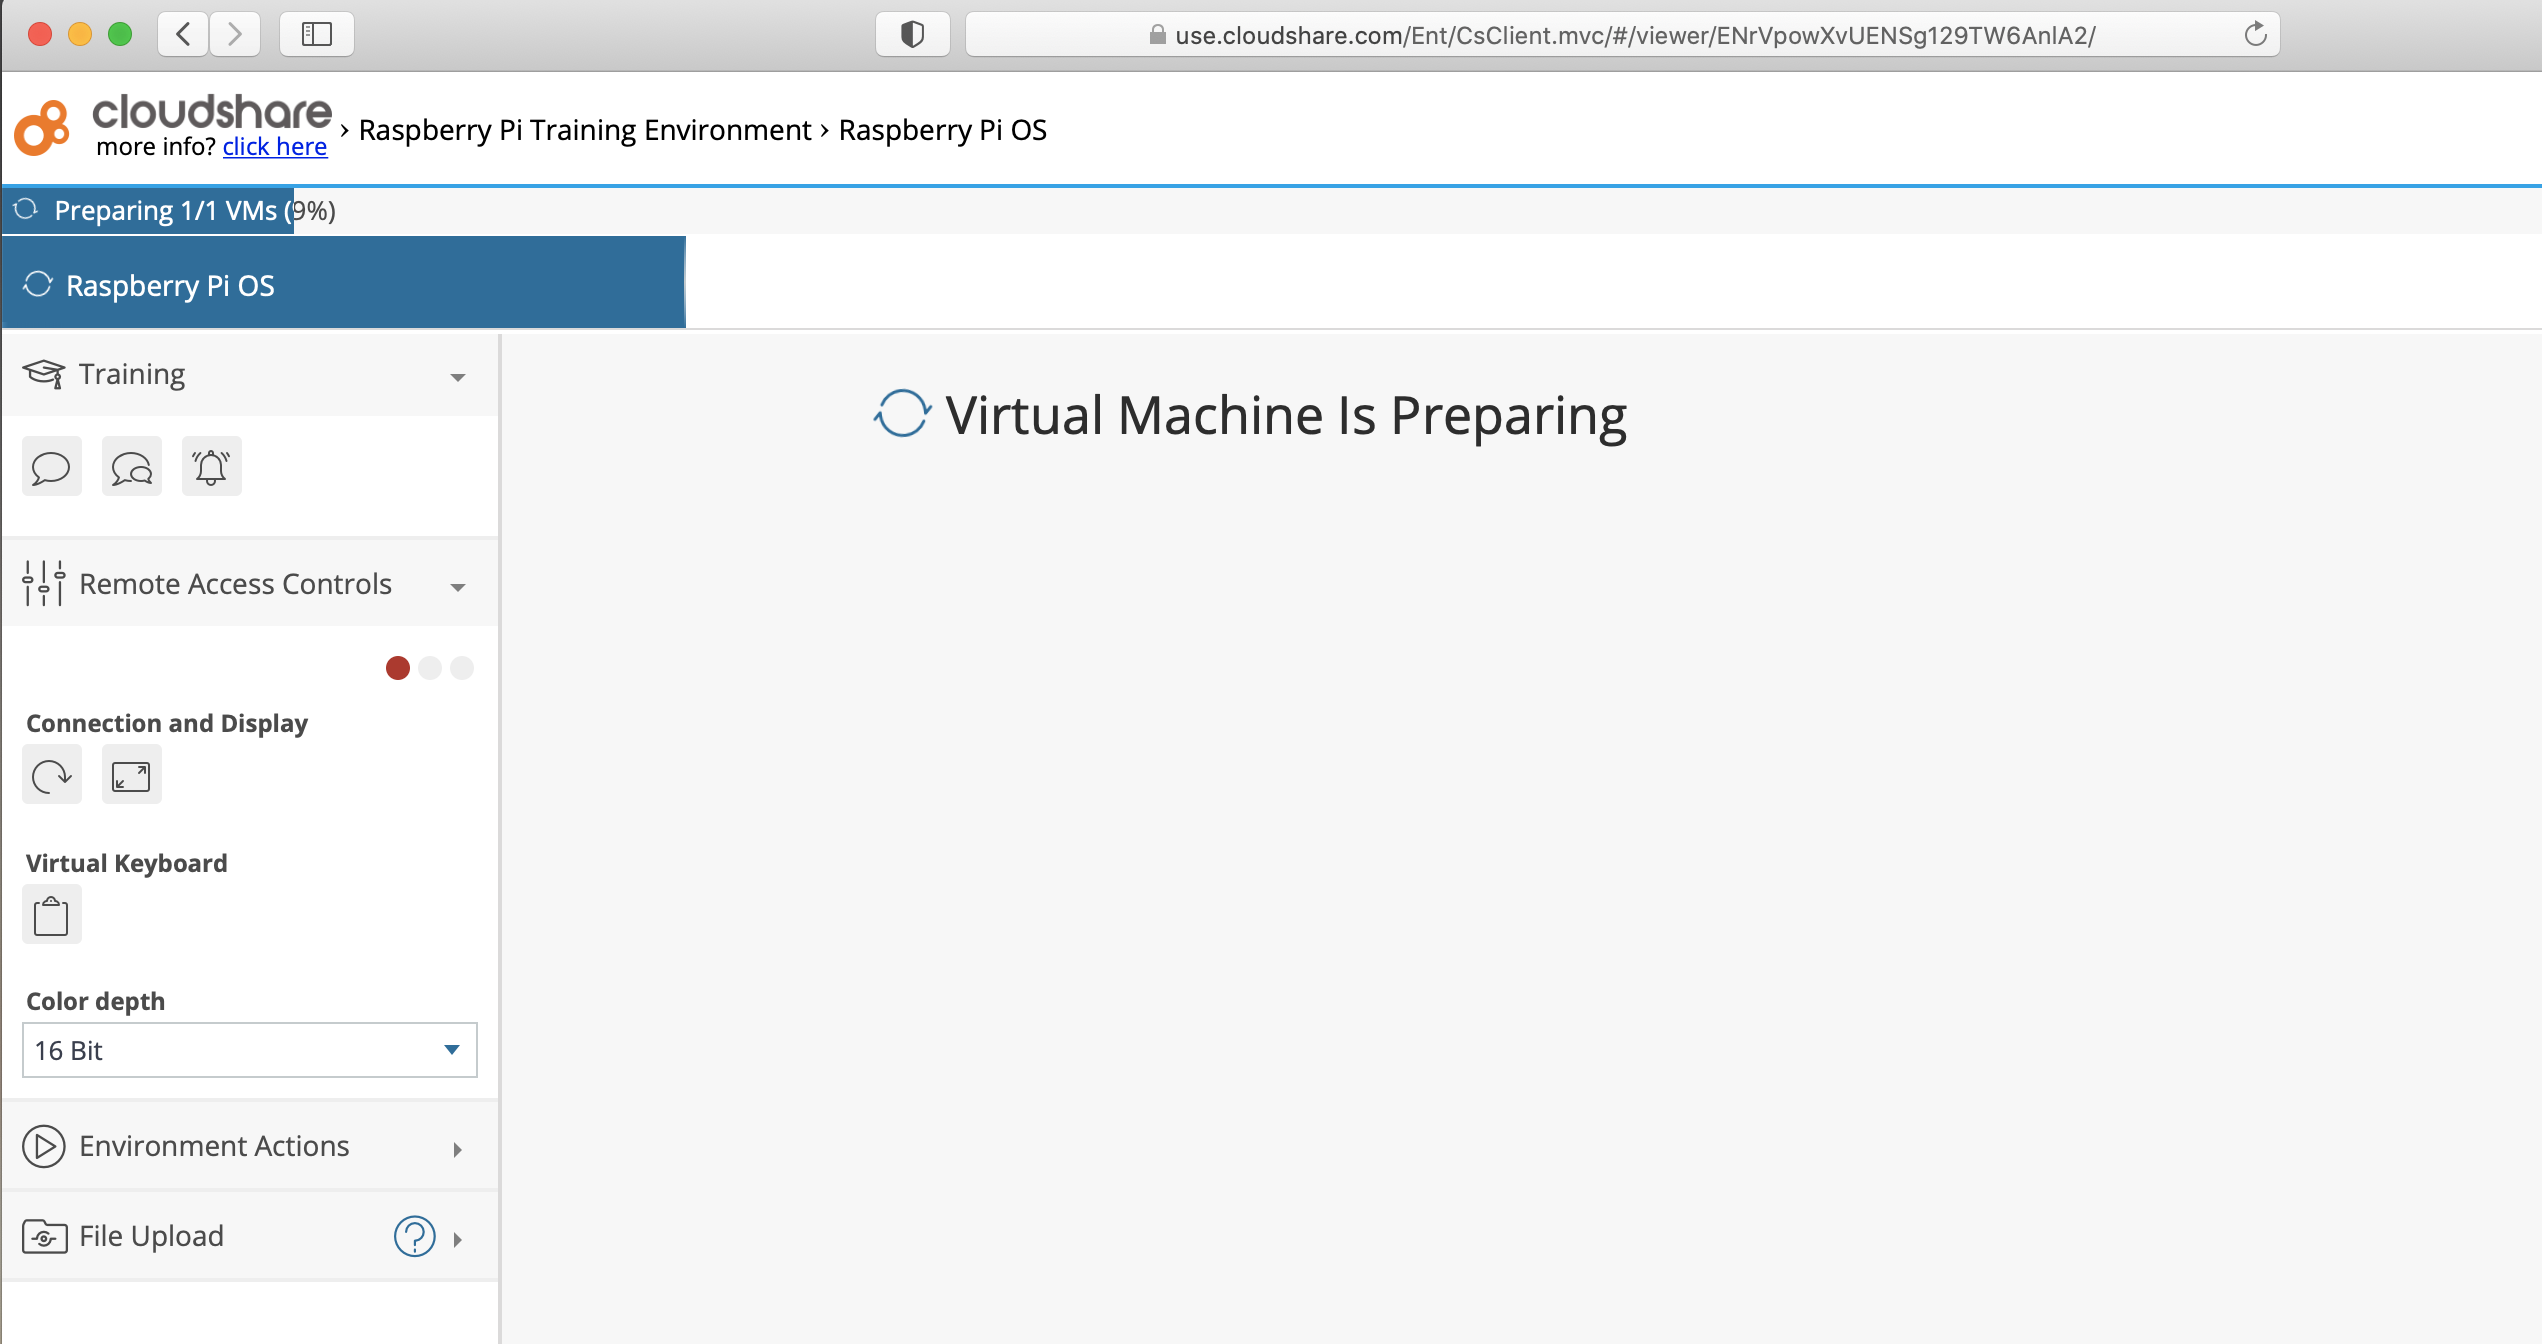 use.cloudshare.com/Ent/CsClient.mvc/#/viewer/ENrVpowXvUENSg129TW6AnlA2/
cloudshare
more info? click here
› Raspberry Pi Training Environment › Raspberry Pi OS
Preparing 1/1 VMs (9%)
Raspberry Pi OS
Training
Virtual Machine Is Preparing
Remote Access Controls
Connection and Display
Virtual Keyboard
Color depth
16 Bit
Environment Actions
File Upload ?